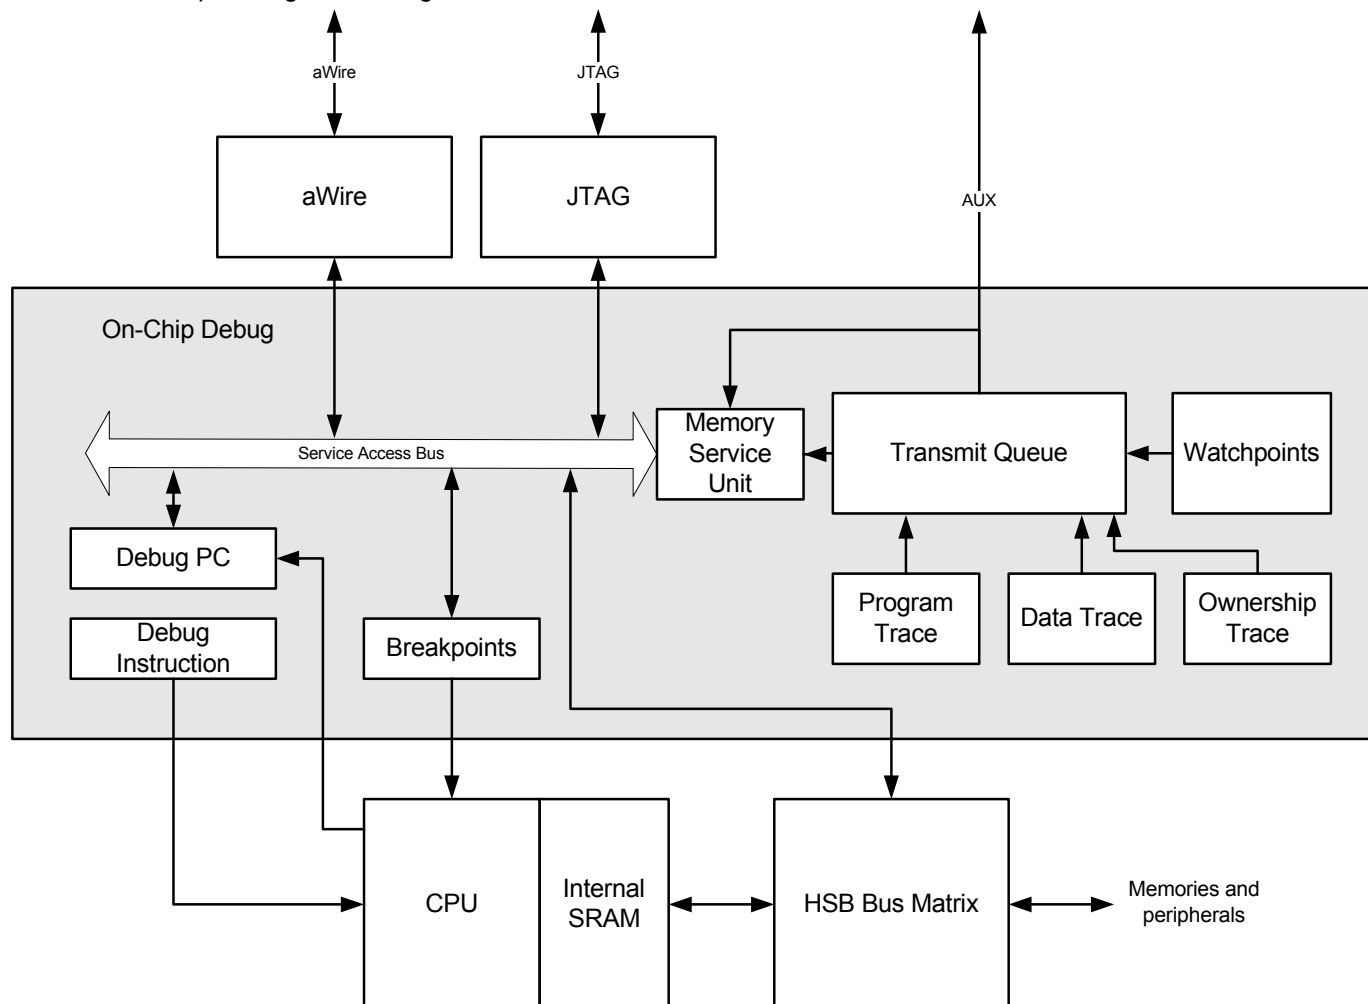 aWire
JTAG
aWire
JTAG
AUX
On-Chip Debug
Service Access Bus
Memory
Service
Unit
Transmit Queue
Watchpoints
Debug PC
Debug
Instruction
Breakpoints
Program
Trace
Data Trace
Ownership
Trace
CPU
Internal
SRAM
HSB Bus Matrix
Memories and
peripherals